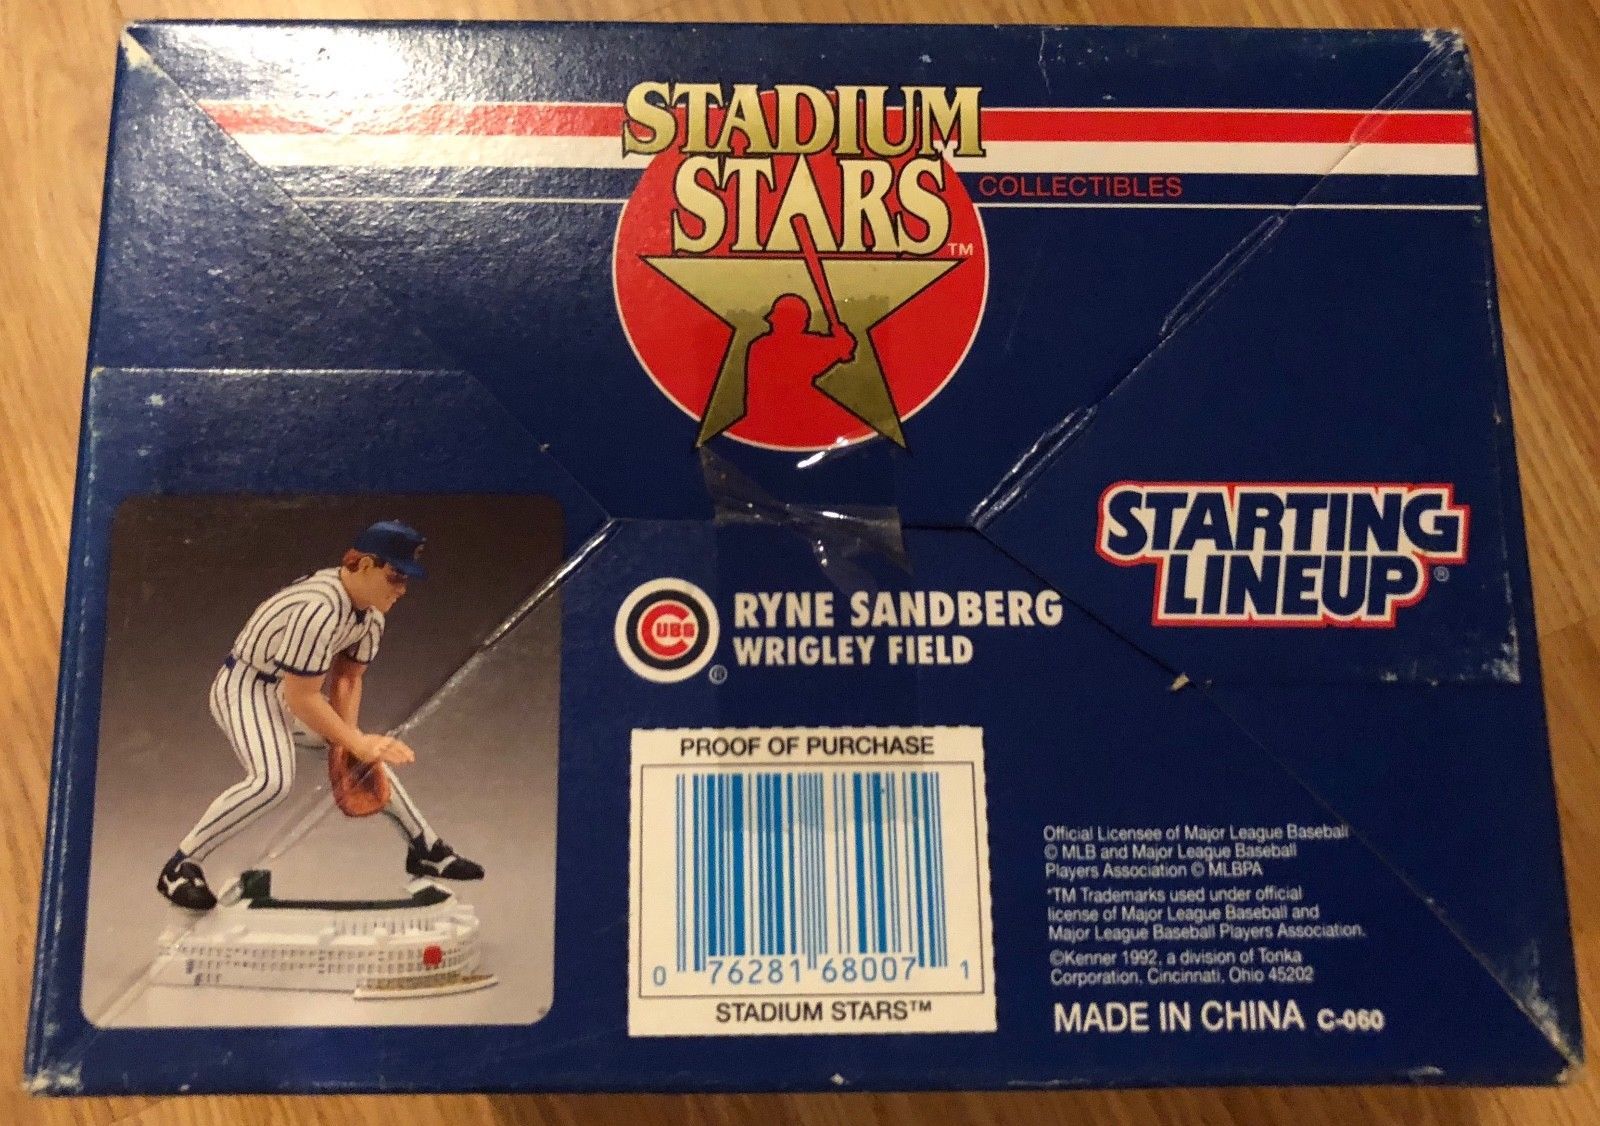 STADIUM
STARS™
COLLECTIBLES
STARTING
LINEUP®
CUBS®
RYNE SANDBERG
WRIGLEY FIELD
PROOF OF PURCHASE
0 76281 68007 1
STADIUM STARS™
Official Licensee of Major League Baseball
© MLB and Major League Baseball
Players Association © MLBPA
*TM Trademarks used under official
license of Major League Baseball and
Major League Baseball Players Association.
©Kenner 1992, a division of Tonka
Corporation, Cincinnati, Ohio 45202
MADE IN CHINA C-060